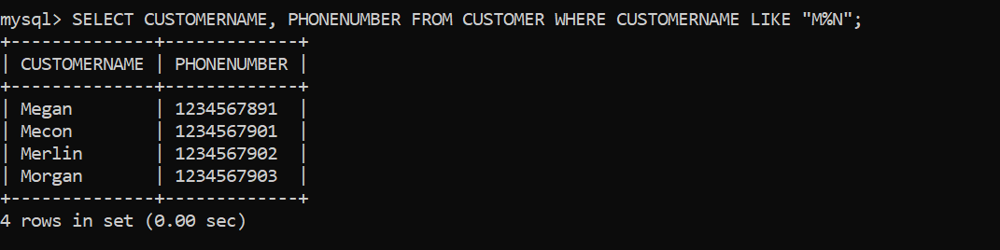 mysql> SELECT CUSTOMERNAME, PHONENUMBER FROM CUSTOMER WHERE CUSTOMERNAME LIKE "M%N";
+--------------+-------------+
| CUSTOMERNAME | PHONENUMBER |
+--------------+-------------+
| Megan        | 1234567891  |
| Mecon        | 1234567901  |
| Merlin       | 1234567902  |
| Morgan       | 1234567903  |
+--------------+-------------+
4 rows in set (0.00 sec)